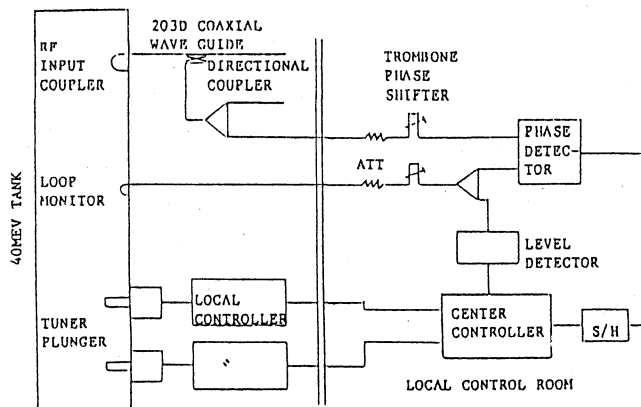 203D COAXIAL
WAVE GUIDE
DIRECTIONAL
COUPLER
RF
INPUT
COUPLER
TROMBONE
PHASE
SHIFTER
PHASE
DETEC-
TOR
ATT
LOOP
MONITOR
40MEV TANK
LEVEL
DETECTOR
LOCAL
CONTROLLER
CENTER
CONTROLLER
S/H
TUNER
PLUNGER
"
LOCAL CONTROL ROOM